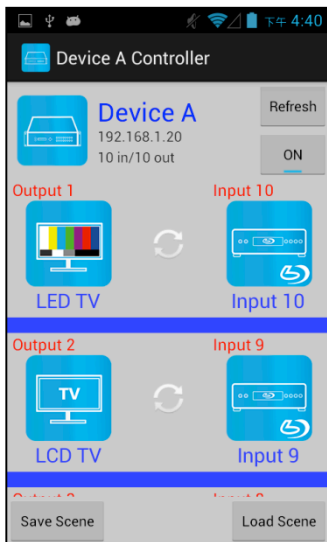 下午 4:40
Device A Controller
Device A
192.168.1.20
10 in/10 out
Refresh
ON
Output 1
Input 10
LED TV
Input 10
Output 2
Input 9
TV
LCD TV
Input 9
Save Scene
Load Scene